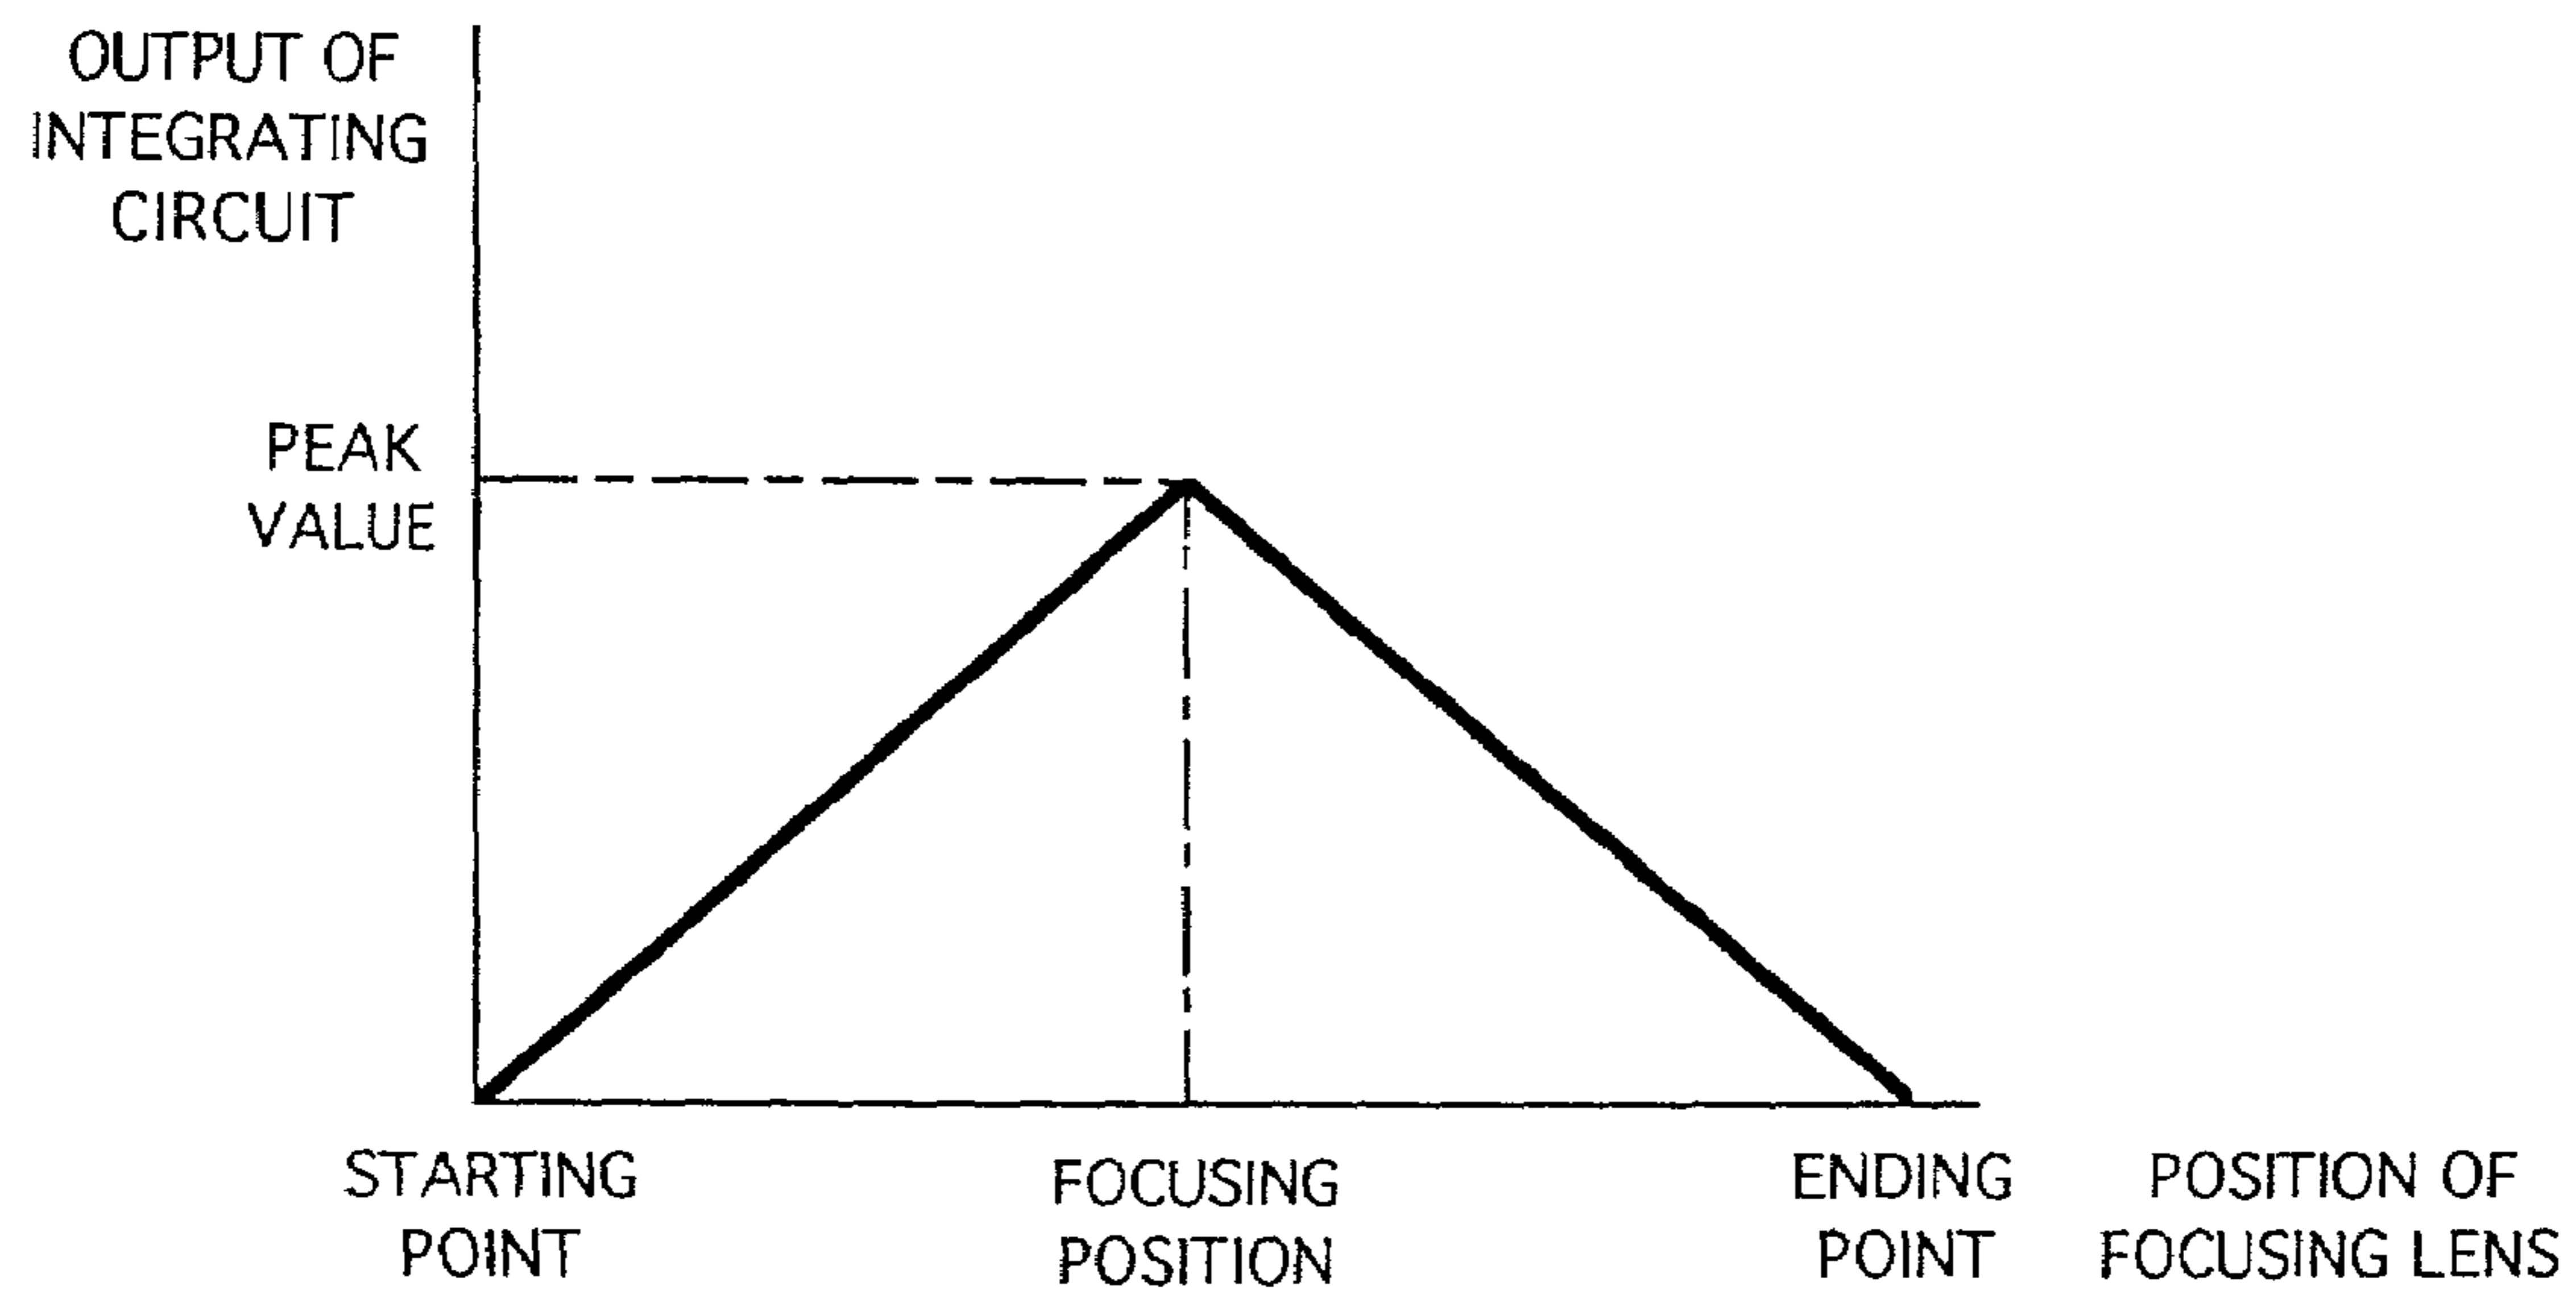 OUTPUT OF
INTEGRATING
CIRCUIT
PEAK
VALUE
STARTING
POINT
FOCUSING
POSITION
ENDING
POINT
POSITION OF
FOCUSING LENS